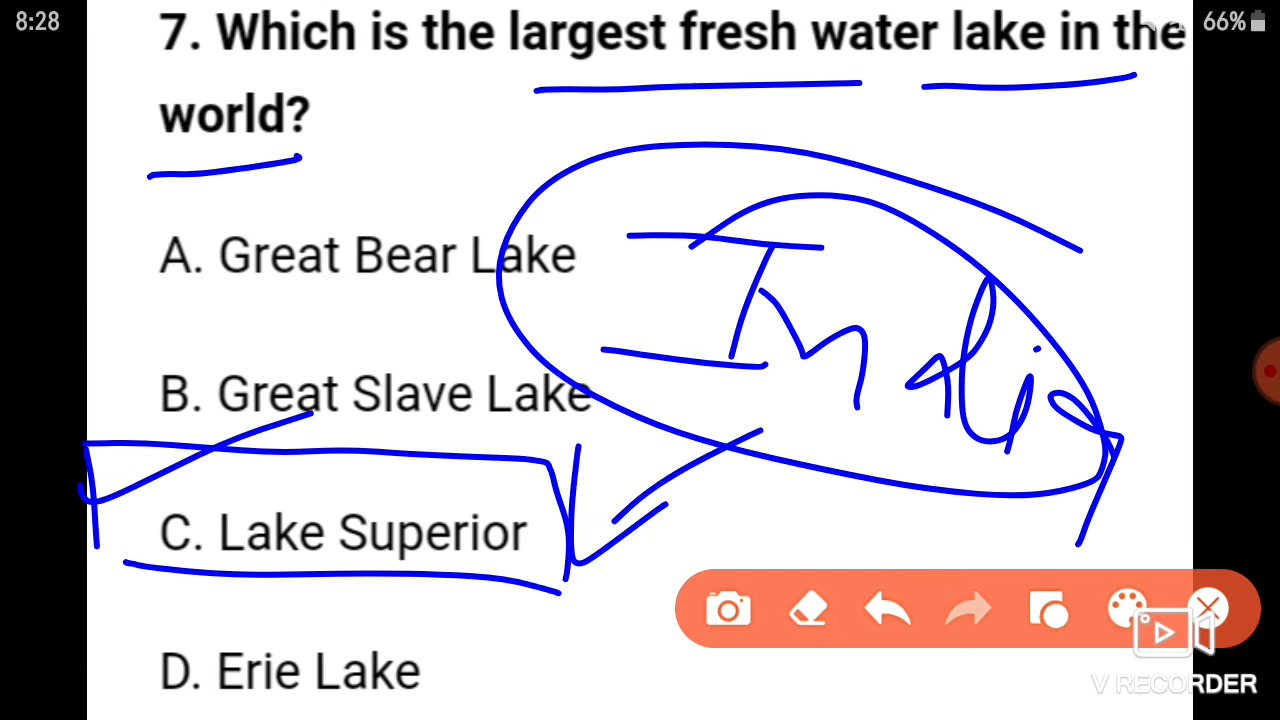 8:28
66%
7. Which is the largest fresh water lake in the
world?
A. Great Bear Lake
India
B. Great Slave Lake
C. Lake Superior
D. Erie Lake
V RECORDER